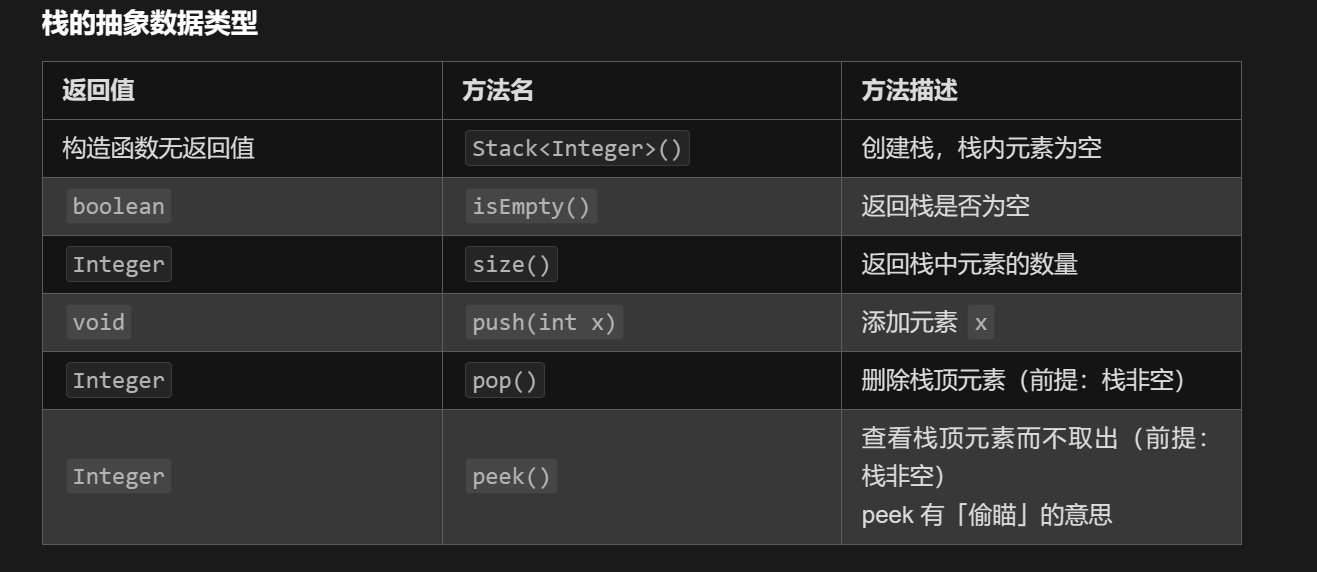 栈的抽象数据类型
返回值 方法名 方法描述
构造函数无返回值 Stack<Integer>() 创建栈，栈内元素为空
boolean isEmpty() 返回栈是否为空
Integer size() 返回栈中元素的数量
void push(int x) 添加元素 x
Integer pop() 删除栈顶元素（前提：栈非空）
Integer peek() 查看栈顶元素而不取出（前提：
栈非空）
peek 有「偷瞄」的意思